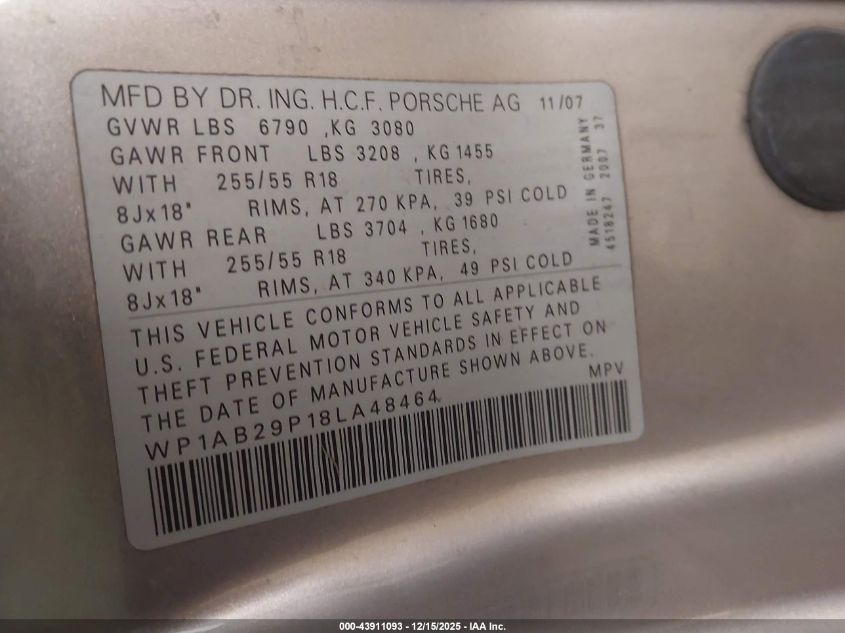 MFD BY DR. ING. H.C.F. PORSCHE AG 11/07
GVWR LBS 6790 ,KG 3080
GAWR FRONT LBS 3208 , KG 1455
WITH 255/55 R18 TIRES,
8Jx18" RIMS, AT 270 KPA, 39 PSI COLD
GAWR REAR LBS 3704 , KG 1680
WITH 255/55 R18 TIRES,
8Jx18" RIMS, AT 340 KPA, 49 PSI COLD
MADE IN GERMANY
4518247 2007 37
THIS VEHICLE CONFORMS TO ALL APPLICABLE
U.S. FEDERAL MOTOR VEHICLE SAFETY AND
THEFT PREVENTION STANDARDS IN EFFECT ON
THE DATE OF MANUFACTURE SHOWN ABOVE.
WP1AB29P18LA48464 MPV
000-43911093 - 12/15/2025 - IAA Inc.